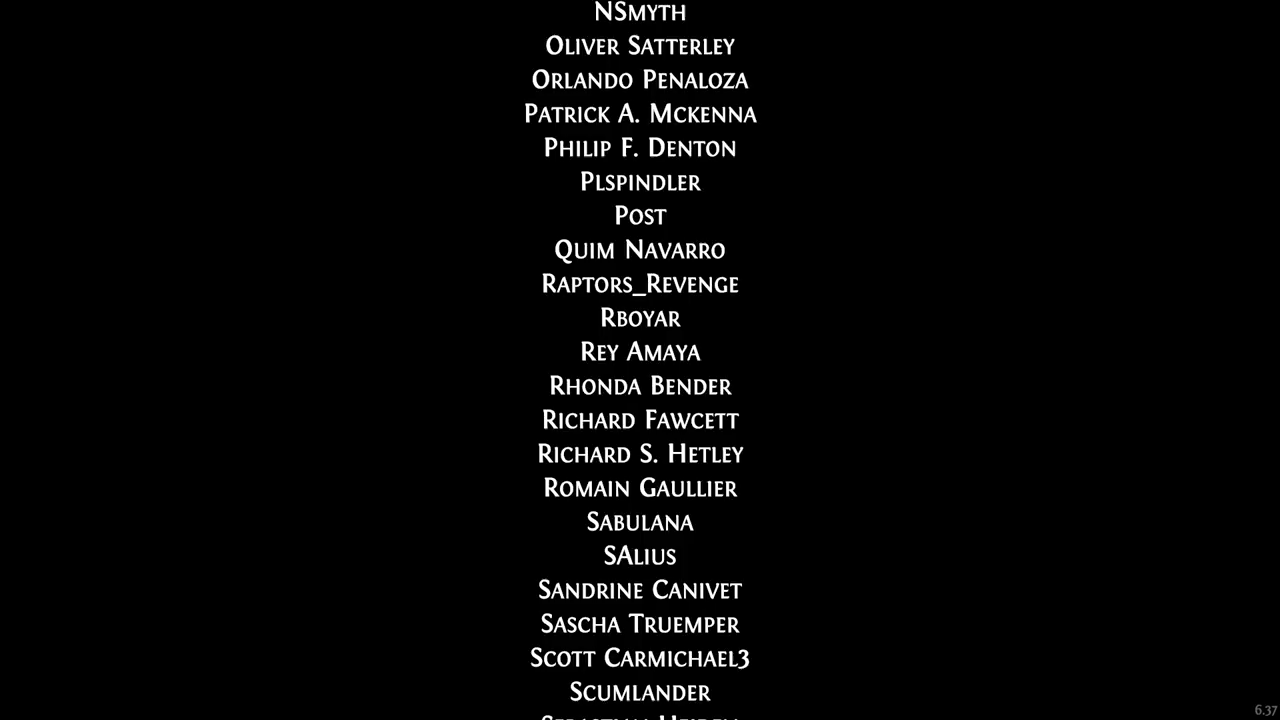 NSmyth
Oliver Satterley
Orlando Penaloza
Patrick A. Mckenna
Philip F. Denton
Plspindler
Post
Quim Navarro
Raptors_Revenge
Rboyar
Rey Amaya
Rhonda Bender
Richard Fawcett
Richard S. Hetley
Romain Gaullier
Sabulana
SAlius
Sandrine Canivet
Sascha Truemper
Scott Carmichael3
Scumlander
6.37